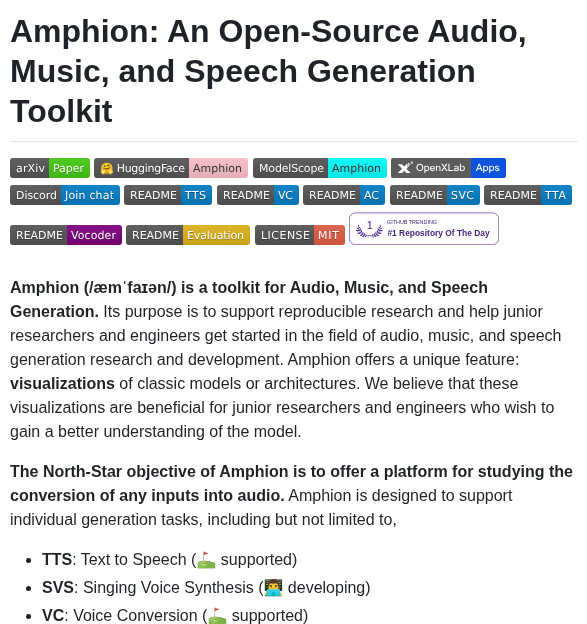 Amphion: An Open-Source Audio,
Music, and Speech Generation
Toolkit
arXiv Paper HuggingFace Amphion ModelScope Amphion OpenXLab Apps
Discord Join chat README TTS README VC README AC README SVC README TTA
README Vocoder README Evaluation LICENSE MIT 1 GITHUB TRENDING #1 Repository Of The Day
Amphion (/æmˈfaɪən/) is a toolkit for Audio, Music, and Speech
Generation. Its purpose is to support reproducible research and help junior
researchers and engineers get started in the field of audio, music, and speech
generation research and development. Amphion offers a unique feature:
visualizations of classic models or architectures. We believe that these
visualizations are beneficial for junior researchers and engineers who wish to
gain a better understanding of the model.
The North-Star objective of Amphion is to offer a platform for studying the
conversion of any inputs into audio. Amphion is designed to support
individual generation tasks, including but not limited to,
• TTS: Text to Speech (⛳ supported)
• SVS: Singing Voice Synthesis (👨‍💻 developing)
• VC: Voice Conversion (⛳ supported)